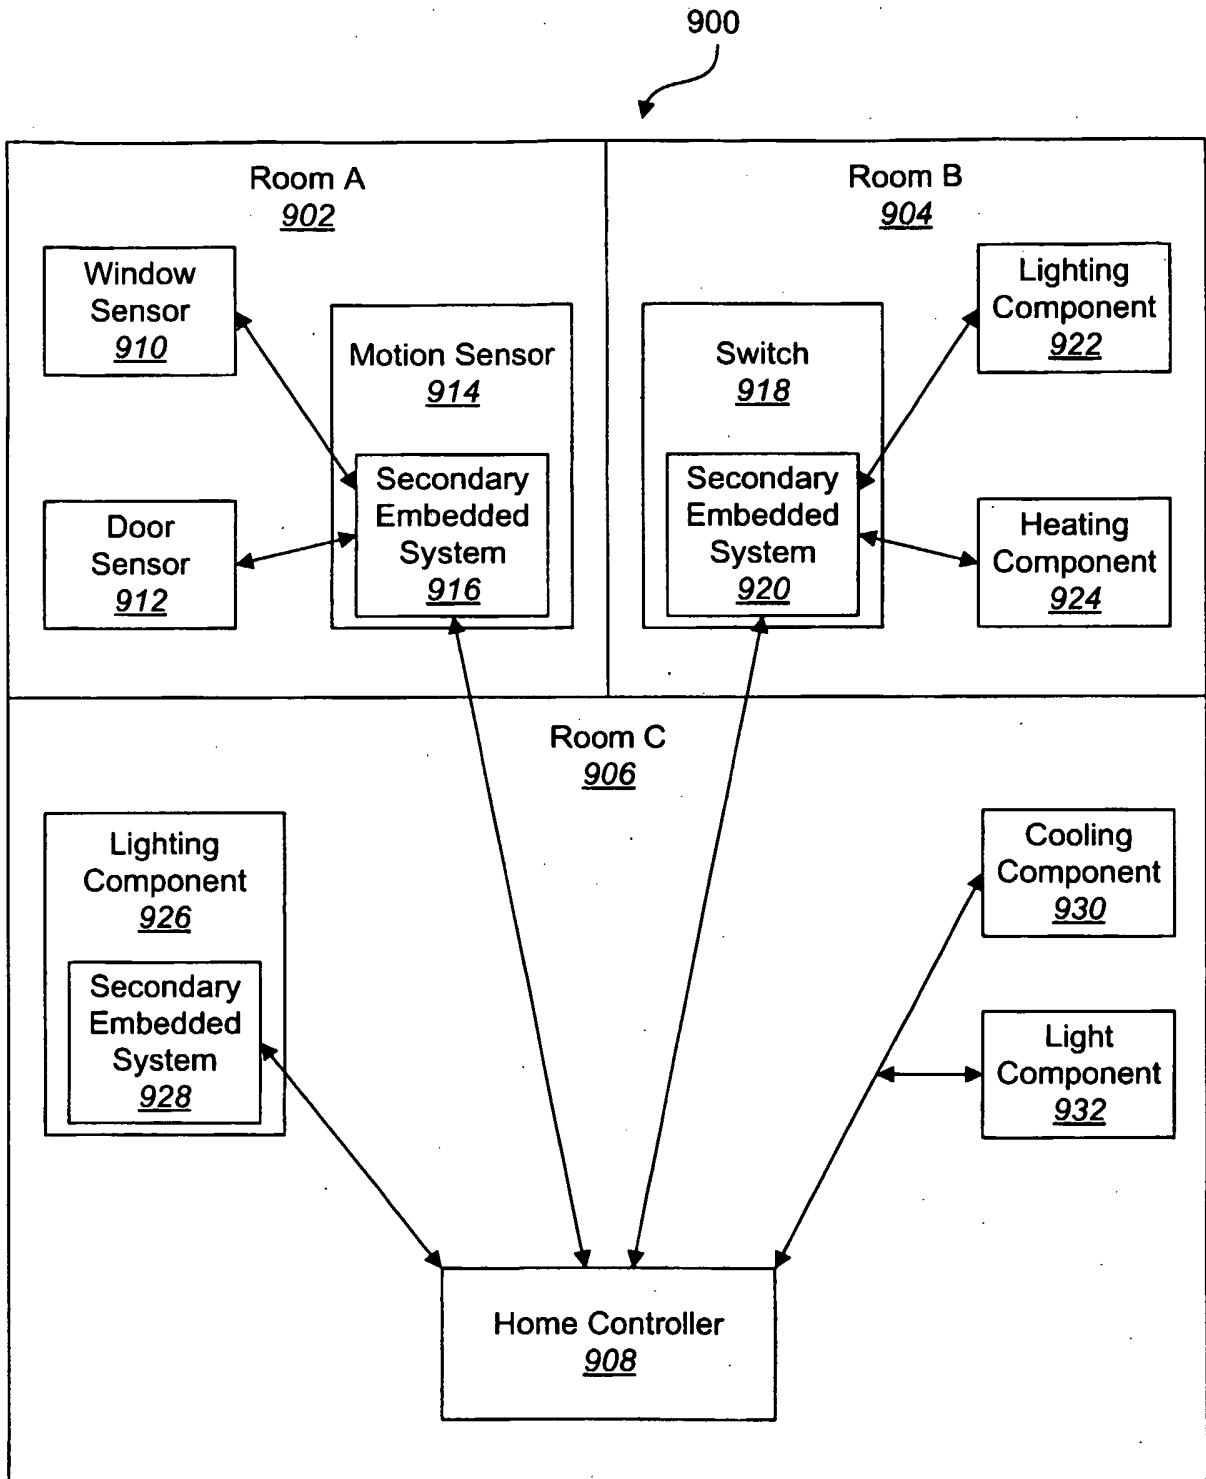 900
Room A
902
Room B
904
Window
Sensor
910
Motion Sensor
914
Secondary
Embedded
System
916
Door
Sensor
912
Switch
918
Secondary
Embedded
System
920
Lighting
Component
922
Heating
Component
924
Room C
906
Lighting
Component
926
Secondary
Embedded
System
928
Cooling
Component
930
Light
Component
932
Home Controller
908